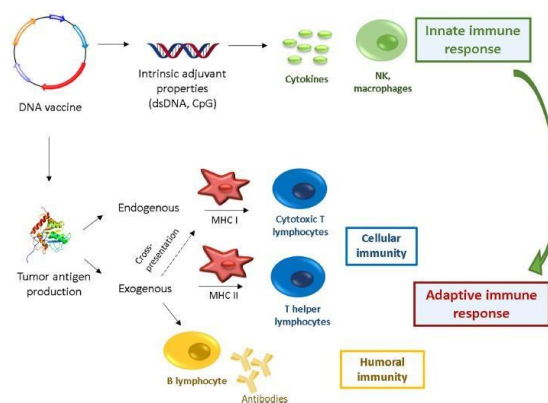 Innate immune
response
DNA vaccine
Intrinsic adjuvant
properties
(dsDNA, CpG)
Cytokines
NK,
macrophages
Endogenous
MHC I
Cytotoxic T
lymphocytes
Cross-
presentation
Cellular
immunity
Tumor antigen
production
Exogenous
MHC II
T helper
lymphocytes
Adaptive immune
response
B lymphocyte
Antibodies
Humoral
immunity